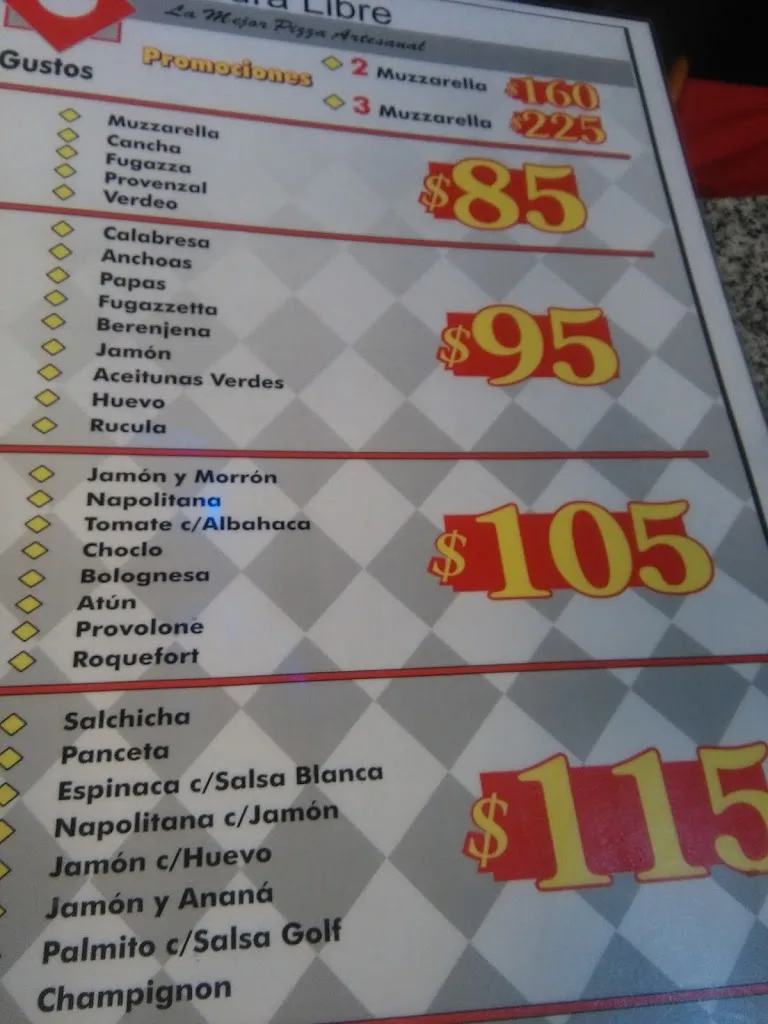 Libre
La Mejor Pizza Artesanal
Gustos
Promociones
2 Muzzarella $160
3 Muzzarella $225
Muzzarella
Cancha
Fugazza
Provenzal
Verdeo
$85
Calabresa
Anchoas
Papas
Fugazzetta
Berenjena
Jamón
Aceitunas Verdes
Huevo
Rucula
$95
Jamón y Morrón
Napolitana
Tomate c/Albahaca
Choclo
Bolognesa
Atún
Provolone
Roquefort
$105
Salchicha
Panceta
Espinaca c/Salsa Blanca
Napolitana c/Jamón
Jamón c/Huevo
Jamón y Ananá
Palmito c/Salsa Golf
Champignon
$115